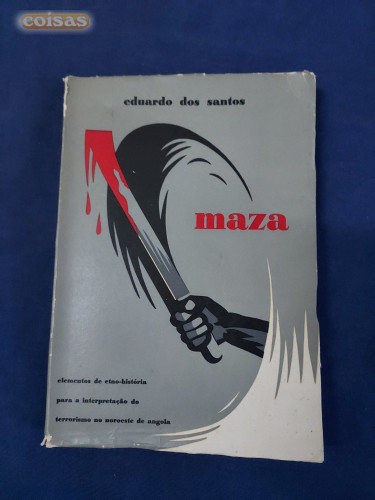 coisas
eduardo dos santos
maza
elementos de etno-história
para a interpretação do
terrorismo no noroeste de angola